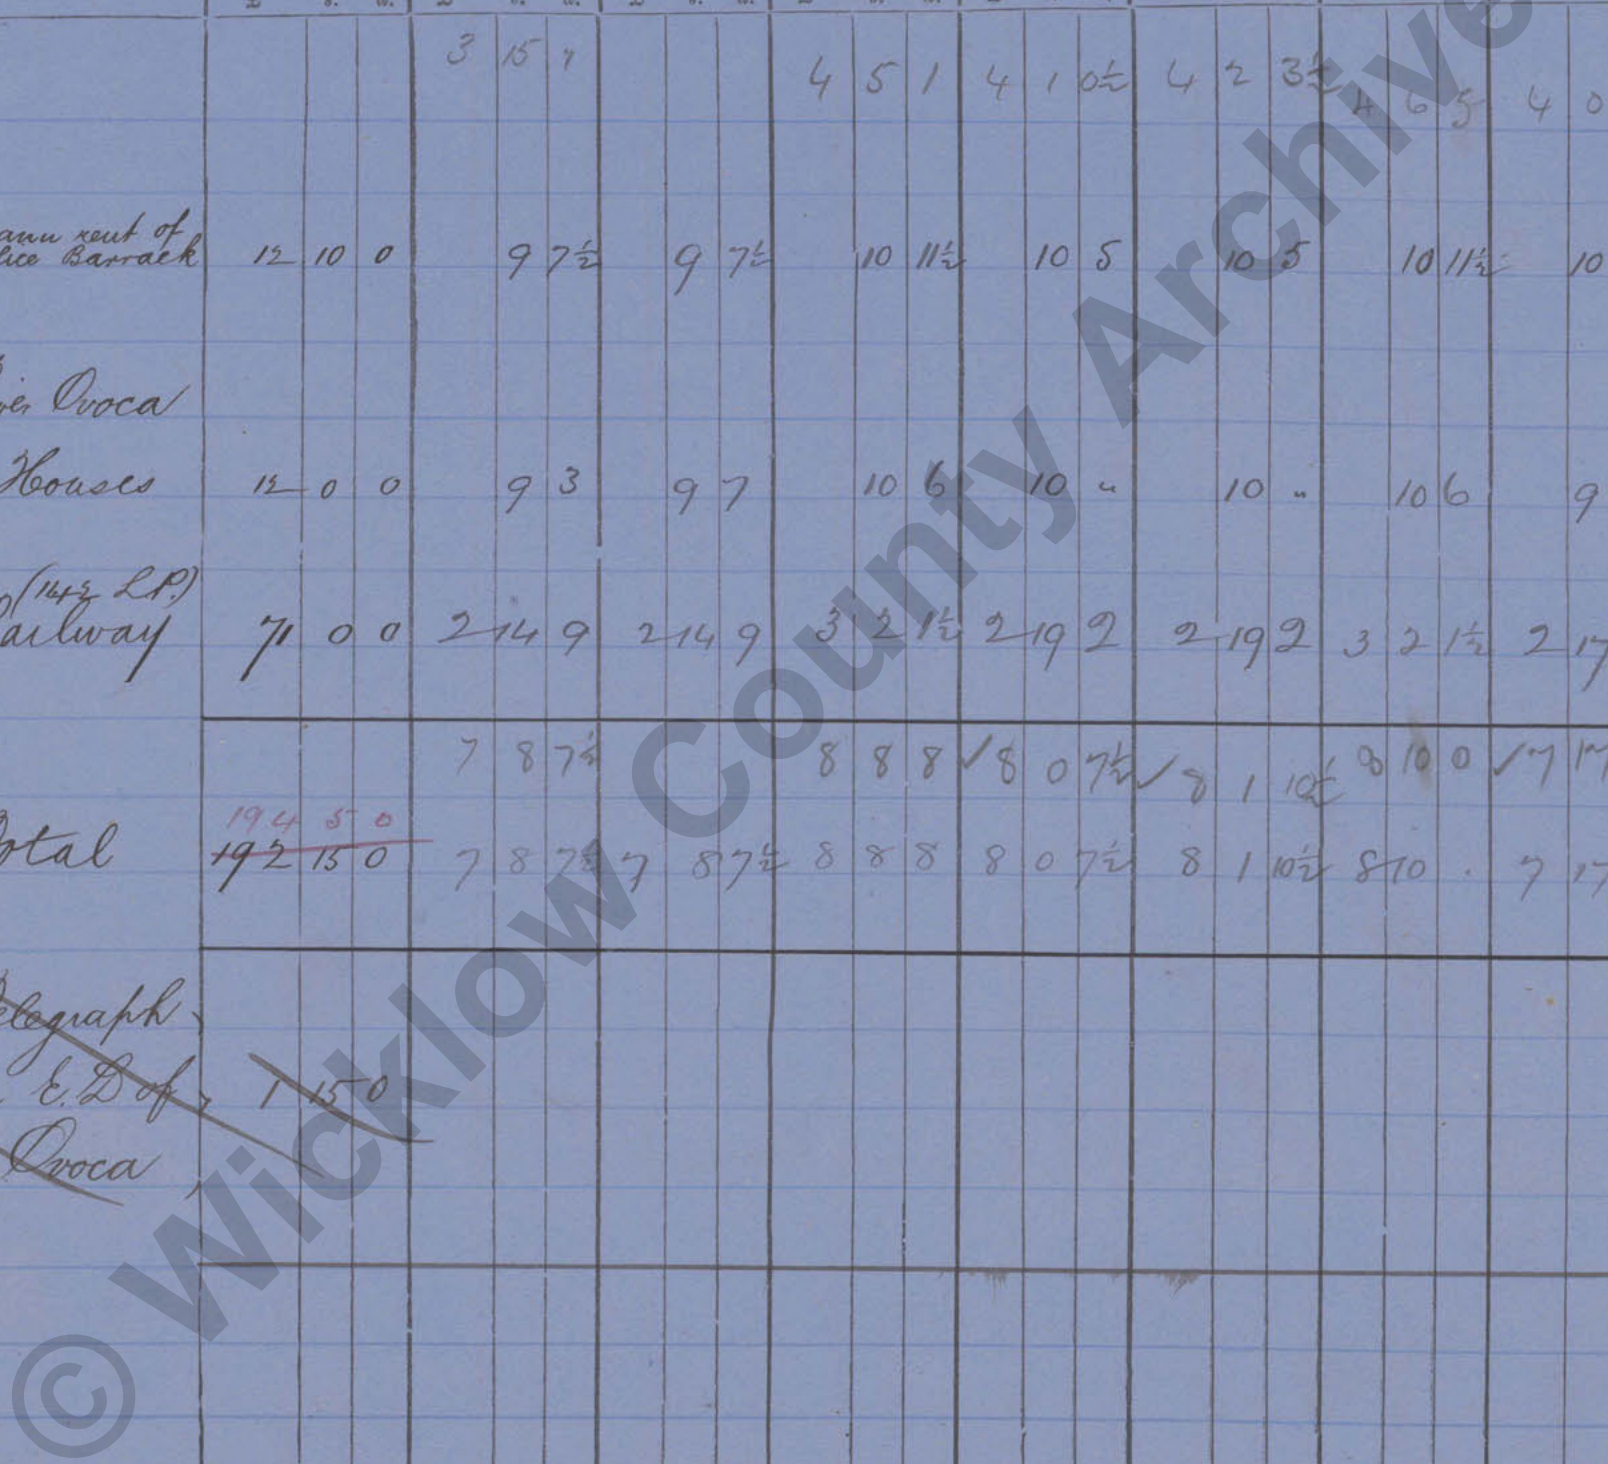 £ s. d. £ s. d. £ s. d. £ s. d.
3 15 7 4 5 1 4 1 0½ 4 2 3½ 4 6 5 4 0
ann rent of
lice Barrack 12 10 0 9 7½ 9 7½ 10 11½ 10 5 10 5 10 11½ 10
ver Ovoca
Houses 12 0 0 9 3 9 7 10 6 10 " 10 " 10 6 9
(14½ L.P.)
ailway 71 0 0 2 14 9 2 14 9 3 2 1½ 2 19 2 2 19 2 3 2 1½ 2 17
7 8 7½ 8 8 8 ✓ 8 0 7½ ✓ 8 1 10½ 8 10 0 ✓ 7 17
194 5 0
Total 192 15 0 7 8 7½ 7 8 7½ 8 8 8 8 0 7½ 8 1 10½ 8 10 . 7 17
elegraph
E.D of 1 15 0
Ovoca
© Wicklow County Archive